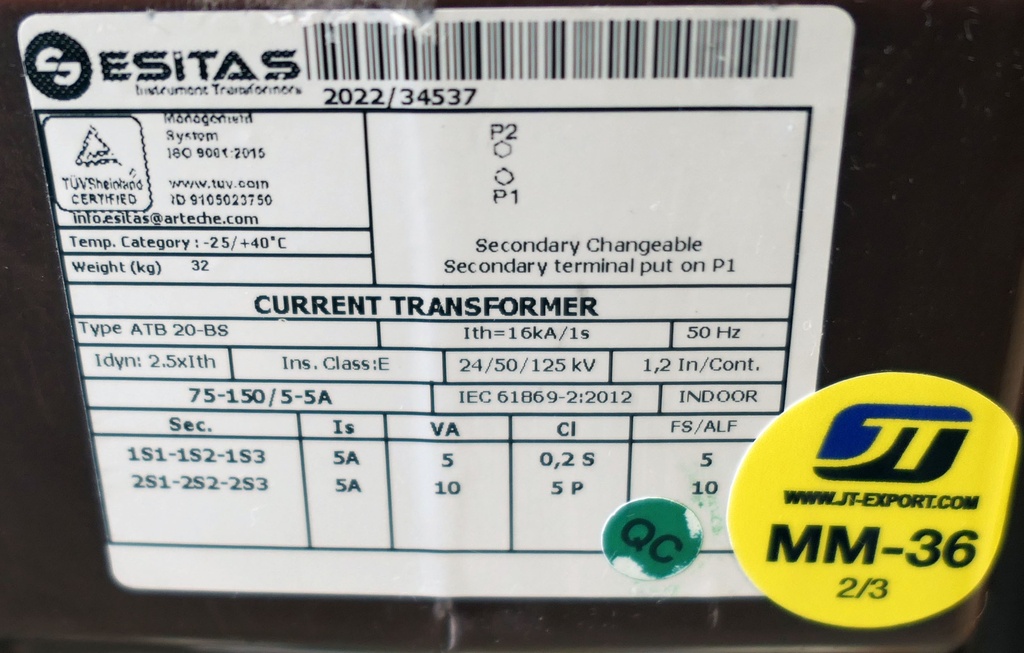 ESITAS
Instrument Transformers
2022/34537
Management
System
ISO 9001:2015
TÜVRheinland
CERTIFIED
www.tuv.com
ID 9105023750
info.esitas@arteche.com
P2
P1
Temp. Category : -25/+40°C
Weight (kg) 32
Secondary Changeable
Secondary terminal put on P1
CURRENT TRANSFORMER
Type ATB 20-BS Ith=16kA/1s 50 Hz
Idyn: 2.5xIth Ins. Class:E 24/50/125 kV 1,2 In/Cont.
75-150/5-5A IEC 61869-2:2012 INDOOR
Sec. Is VA Cl FS/ALF
1S1-1S2-1S3 5A 5 0,2 S 5
2S1-2S2-2S3 5A 10 5 P 10
QC
JT
WWW.JT-EXPORT.COM
MM-36
2/3